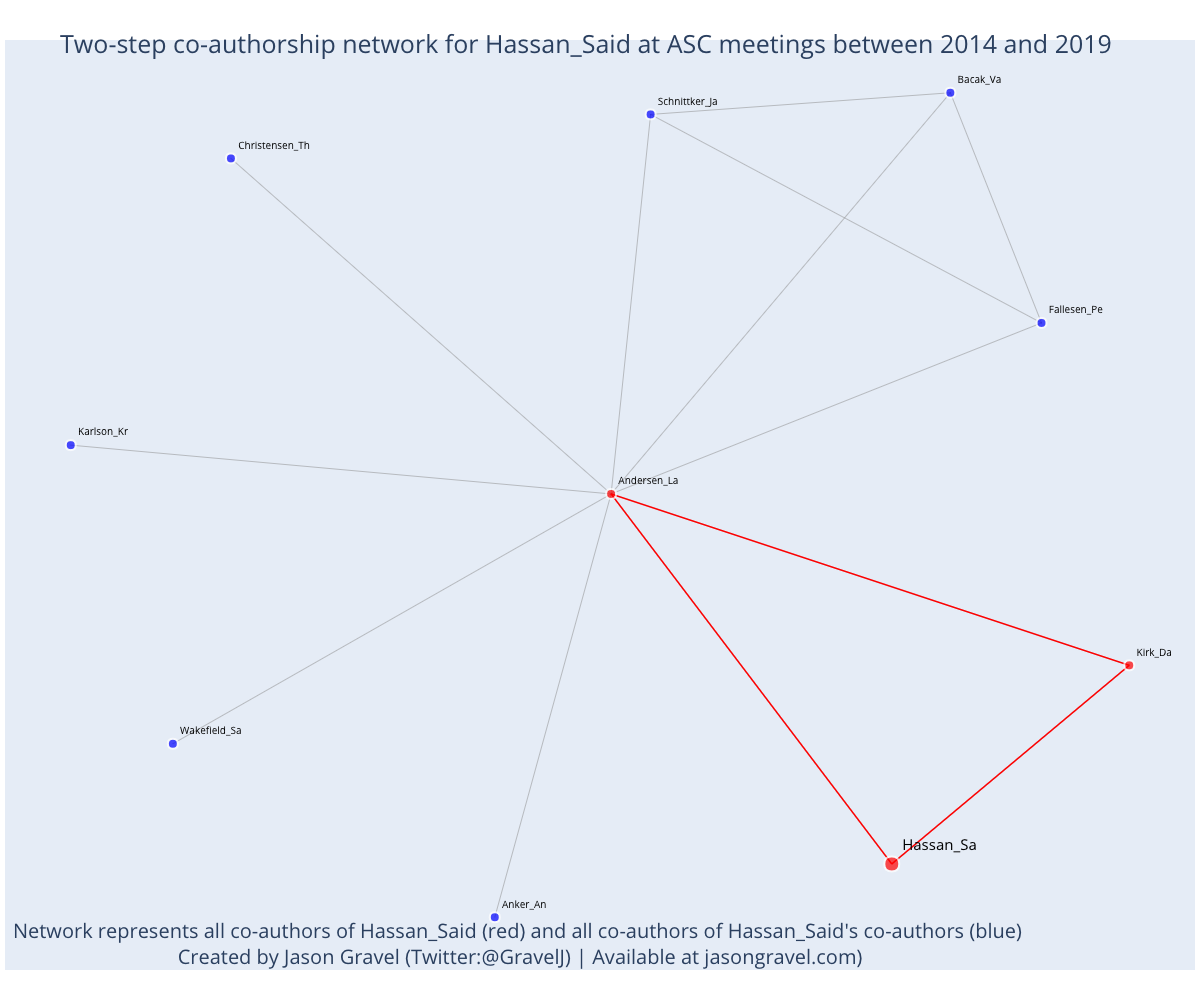 Two-step co-authorship network for Hassan_Said at ASC meetings between 2014 and 2019
Bacak_Va
Schnittker_Ja
Christensen_Th
Fallesen_Pe
Karlson_Kr
Andersen_La
Kirk_Da
Wakefield_Sa
Hassan_Sa
Anker_An
Network represents all co-authors of Hassan_Said (red) and all co-authors of Hassan_Said's co-authors (blue)
Created by Jason Gravel (Twitter:@GravelJ) | Available at jasongravel.com)